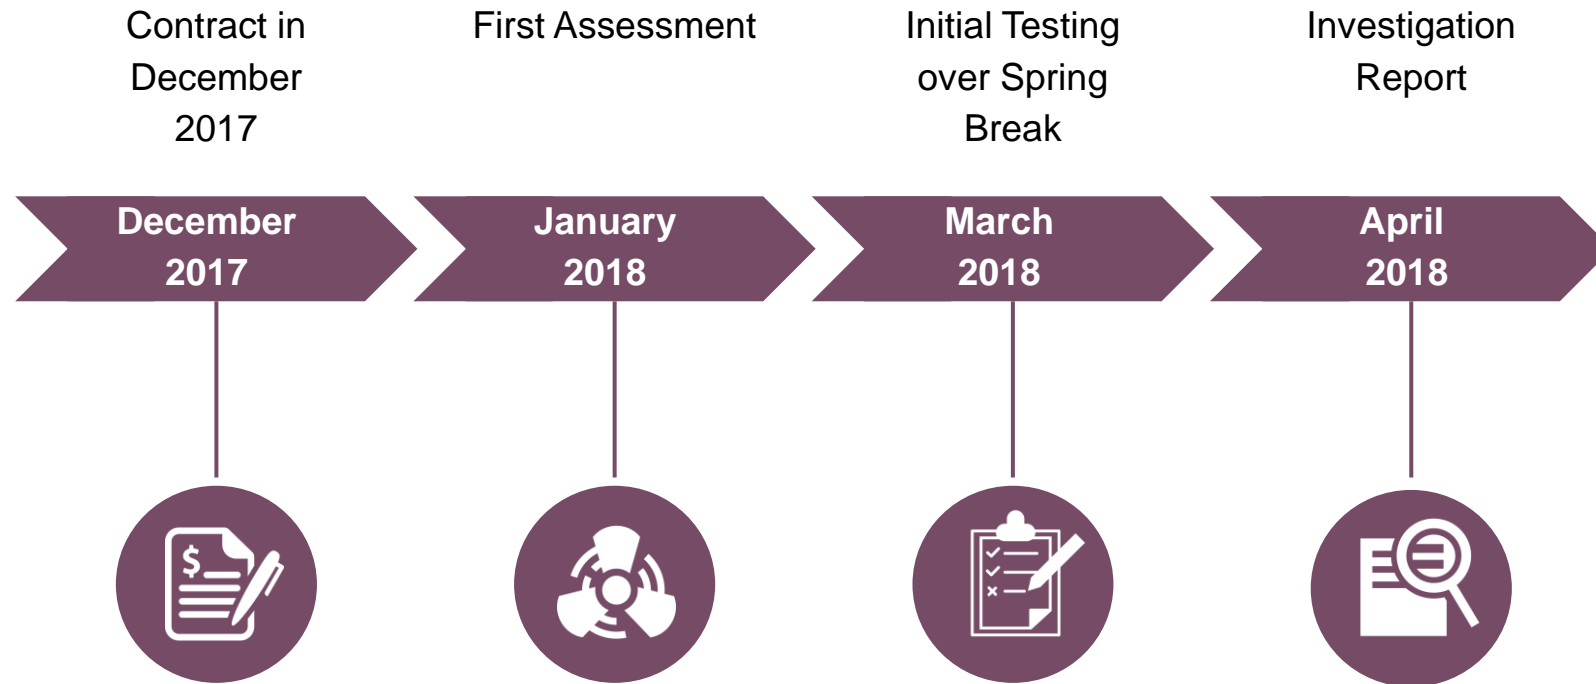 Contract in
December
2017
First Assessment
Initial Testing
over Spring
Break
Investigation
Report
December
2017
January
2018
March
2018
April
2018
$